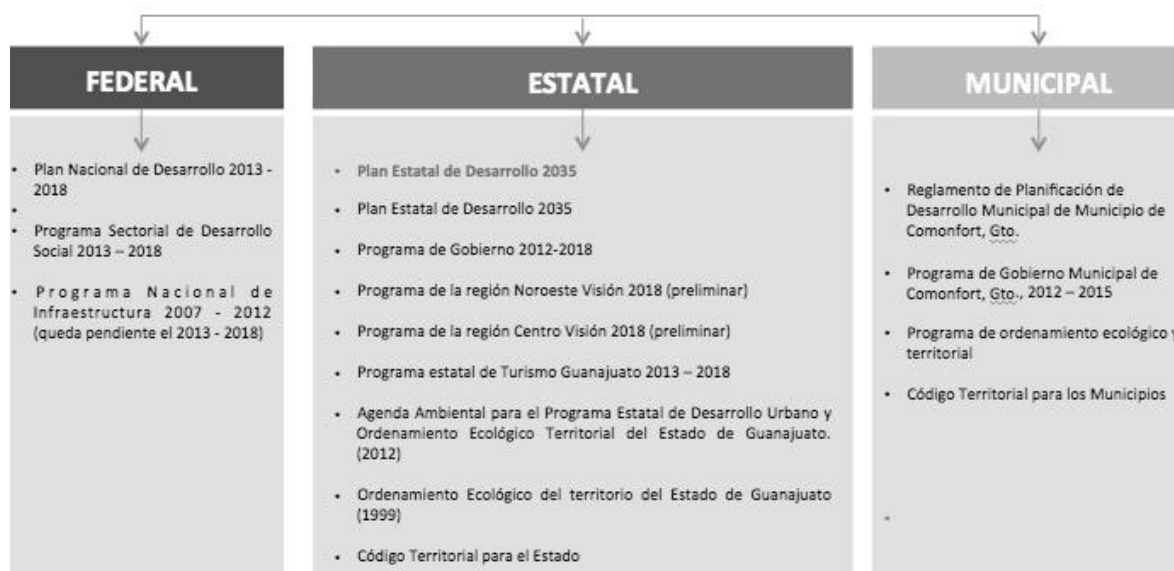 FEDERAL
• Plan Nacional de Desarrollo 2013 -
2018
•
• Programa Sectorial de Desarrollo
Social 2013 – 2018
• Programa Nacional de
Infraestructura 2007 - 2012
(queda pendiente el 2013 - 2018)
ESTATAL
• Plan Estatal de Desarrollo 2035
• Plan Estatal de Desarrollo 2035
• Programa de Gobierno 2012-2018
• Programa de la región Noroeste Visión 2018 (preliminar)
• Programa de la región Centro Visión 2018 (preliminar)
• Programa estatal de Turismo Guanajuato 2013 – 2018
• Agenda Ambiental para el Programa Estatal de Desarrollo Urbano y
Ordenamiento Ecológico Territorial del Estado de Guanajuato.
(2012)
• Ordenamiento Ecológico del territorio del Estado de Guanajuato
(1999)
• Código Territorial para el Estado
MUNICIPAL
• Reglamento de Planificación de
Desarrollo Municipal de Municipio de
Comonfort, Gto.
• Programa de Gobierno Municipal de
Comonfort, Gto., 2012 – 2015
• Programa de ordenamiento ecológico y
territorial
• Código Territorial para los Municipios
•